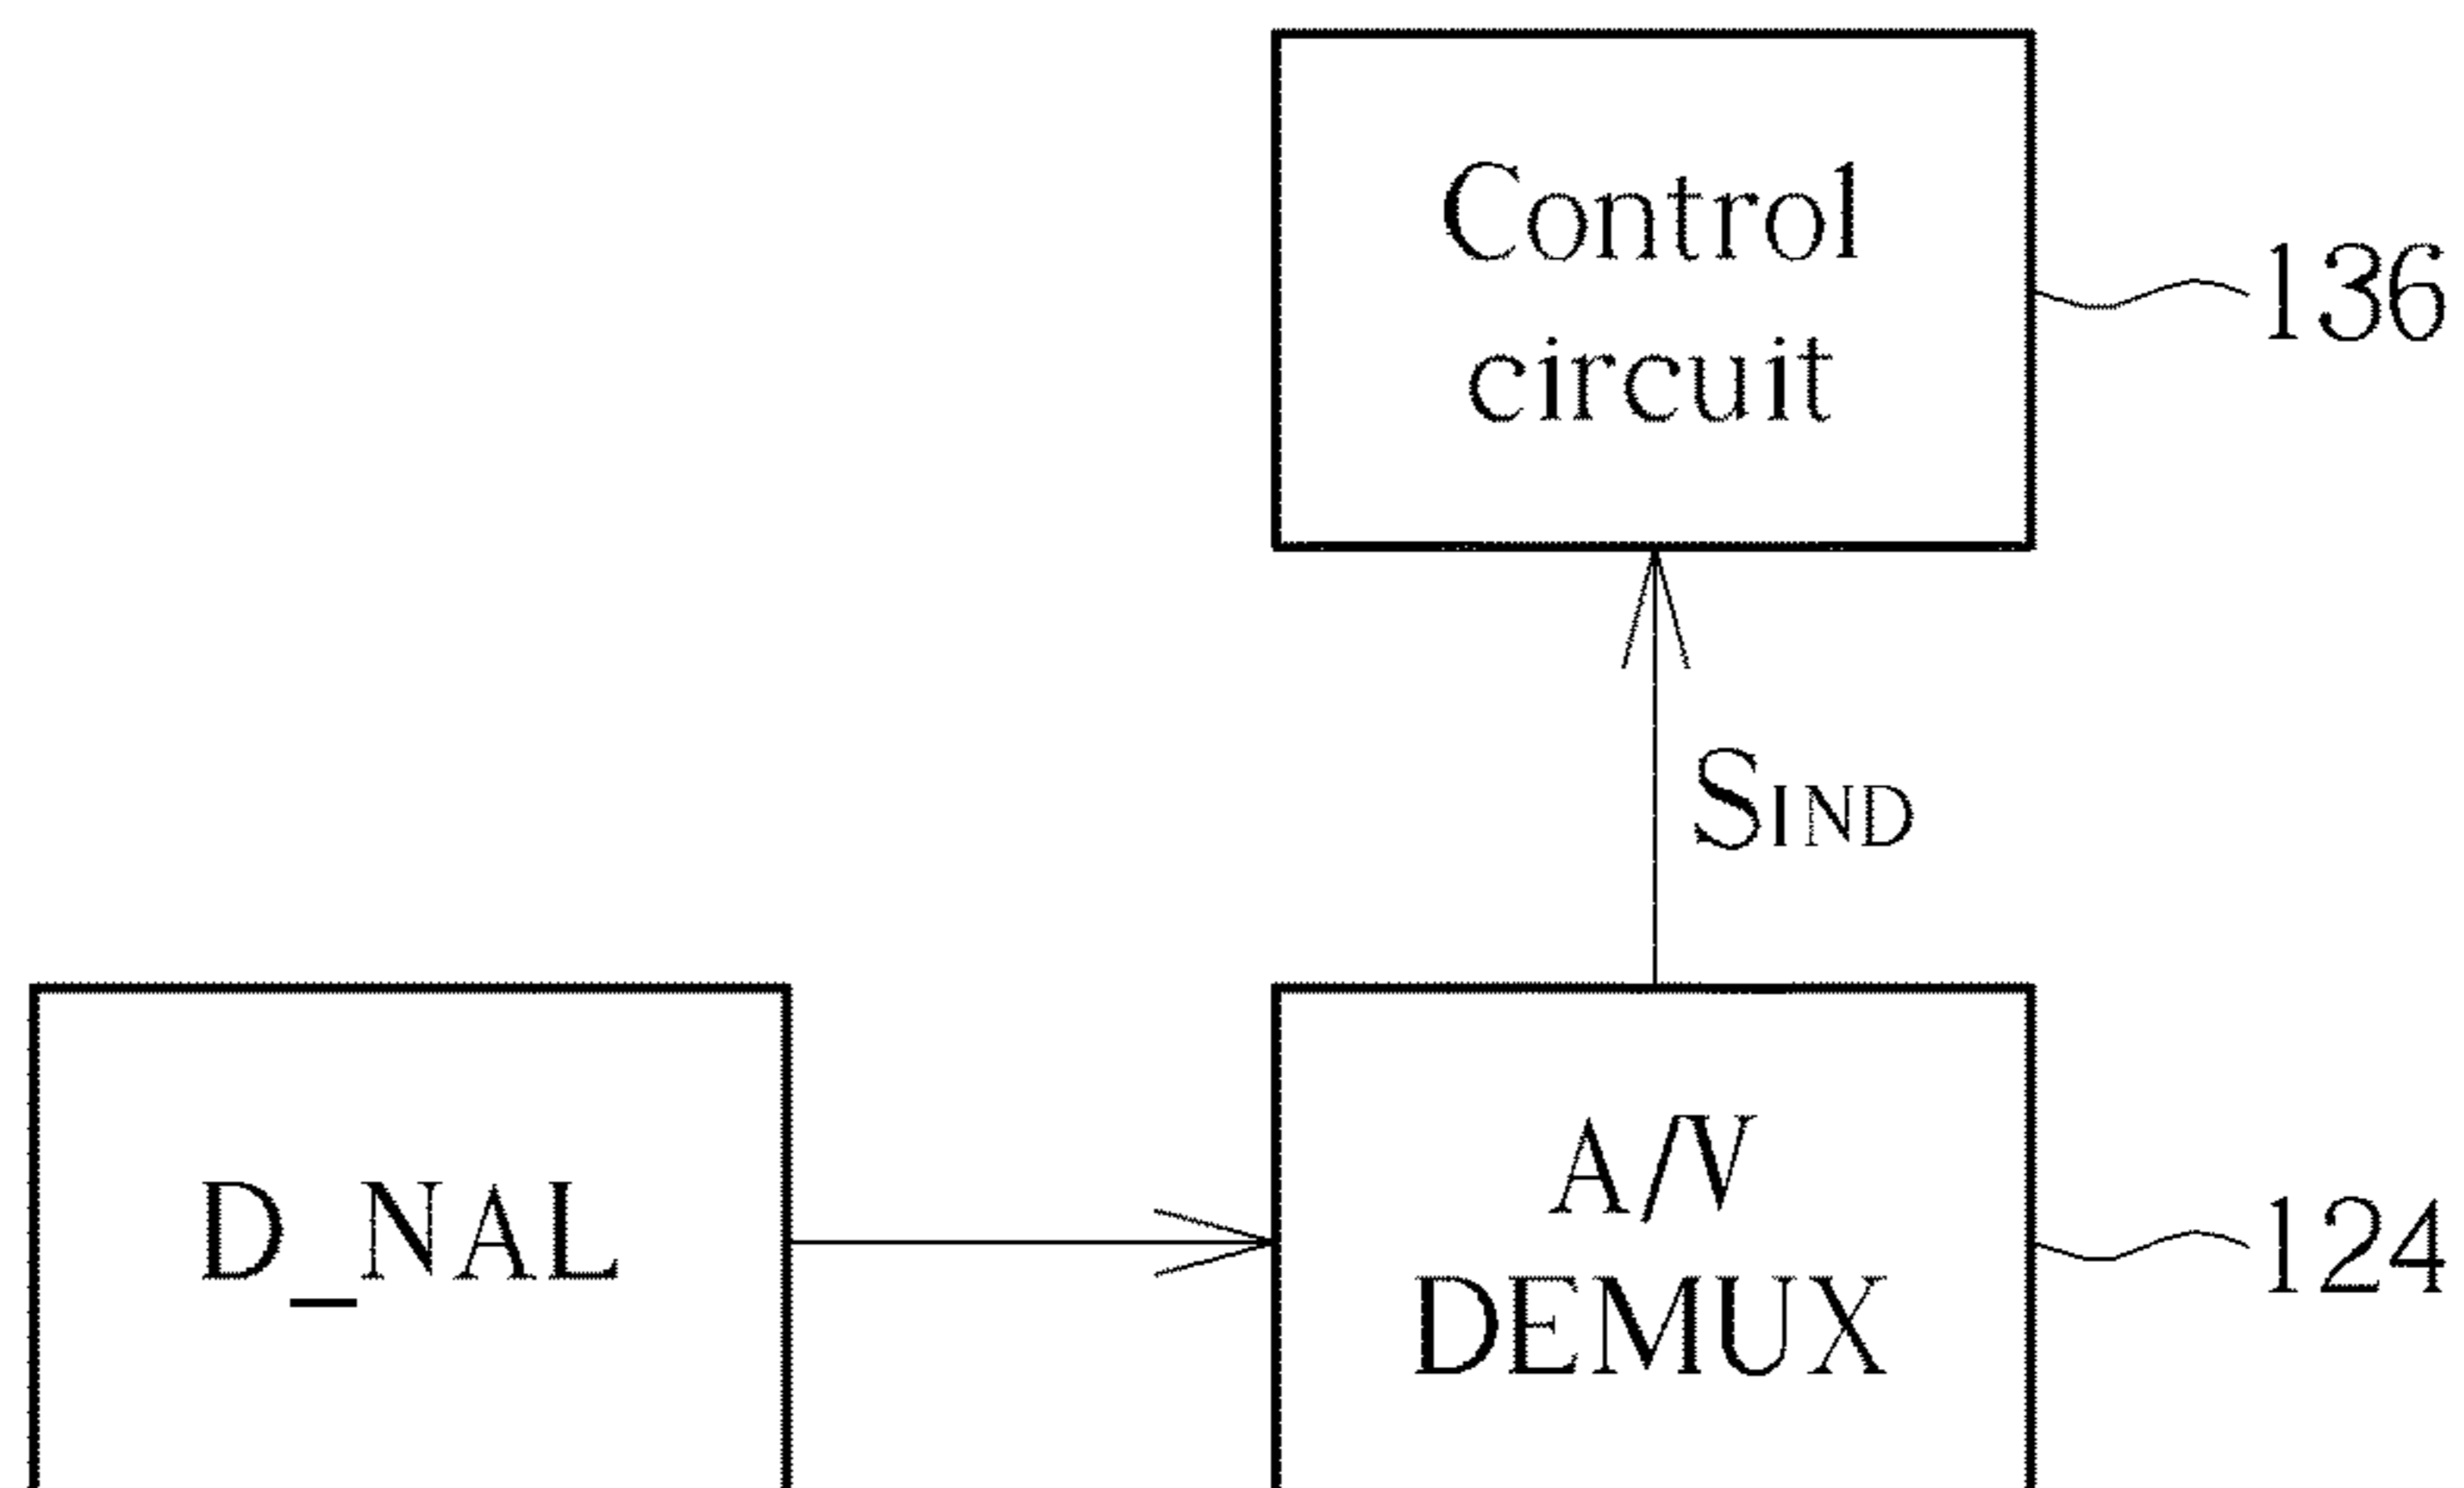 Control
circuit
136
SIND
D_NAL
A/V
DEMUX
124